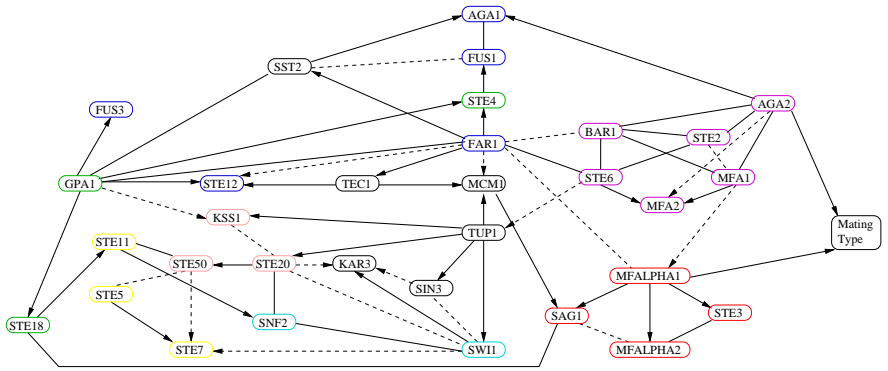 AGA1
FUS1
SST2
STE4
AGA2
FUS3
BAR1
STE2
FAR1
GPA1
STE12
TEC1
MCM1
STE6
MFA1
MFA2
KSS1
TUP1
Mating
Type
STE11
STE50
STE20
KAR3
MFALPHA1
STE5
SIN3
STE18
SNF2
SAG1
STE3
STE7
SWI1
MFALPHA2